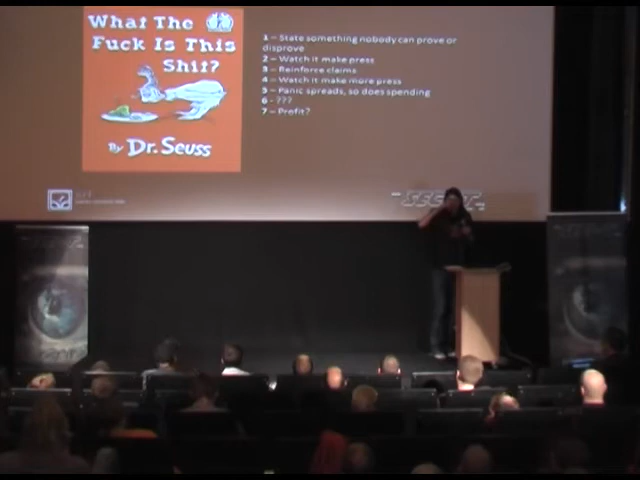 What The
Fuck Is This
Shit?
By Dr. Seuss
1 – State something nobody can prove or
disprove
2 – Watch it make press
3 – Reinforce claims
4 – Watch it make more press
5 – Panic spreads, so does spending
6 - ???
7 – Profit?